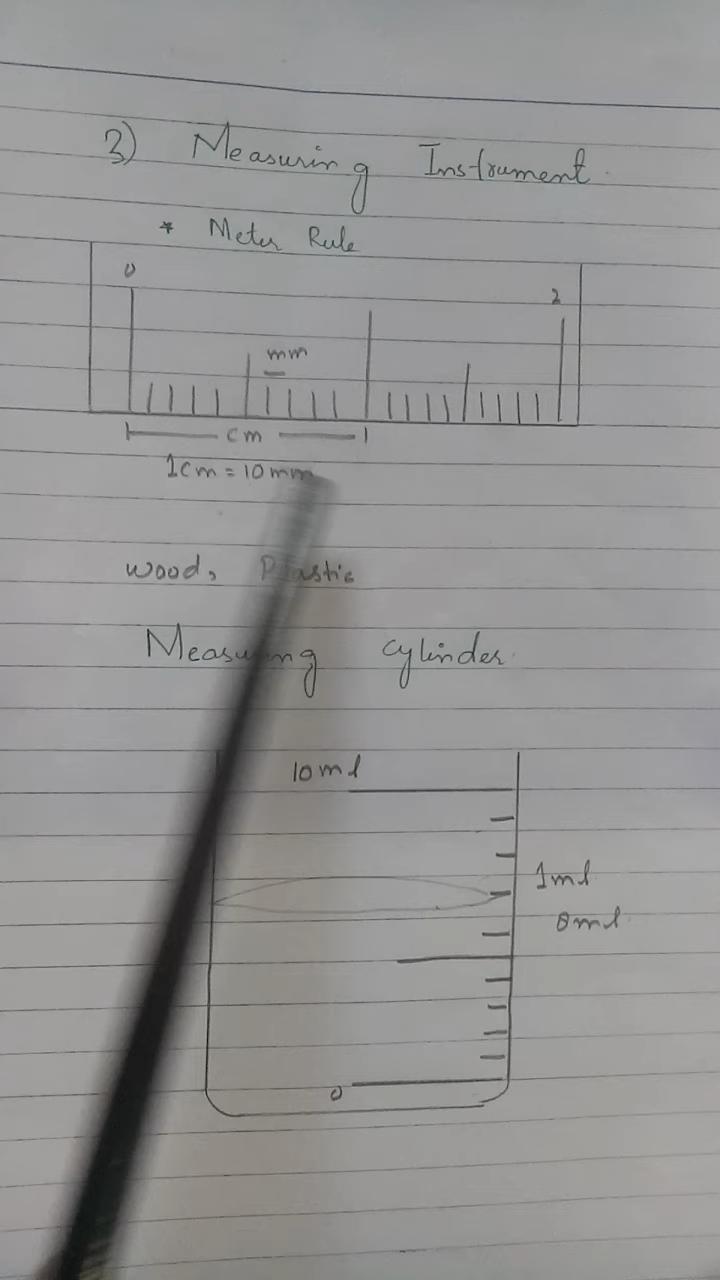 3) Measuring Instrument.
* Meter Rule
0 2
mm
cm 1
1cm = 10mm
wood, Plastic
Measuring cylinder.
10ml
1ml
8ml
0